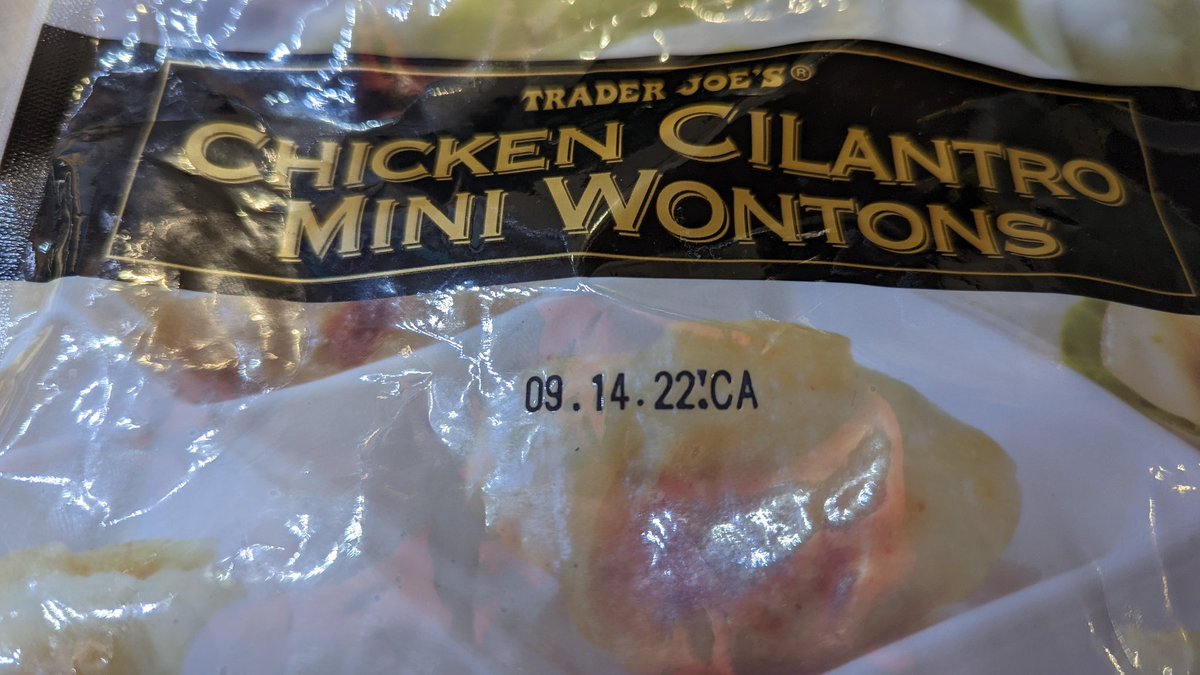 TRADER JOE'S®
CHICKEN CILANTRO
MINI WONTONS
09.14.22:CA